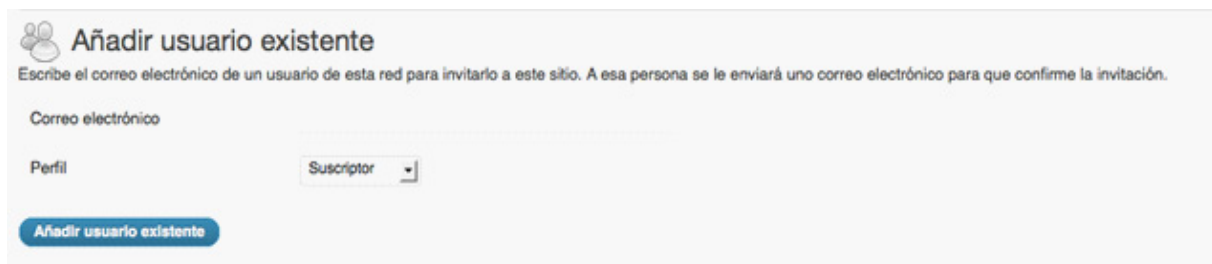 Añadir usuario existente
Escribe el correo electrónico de un usuario de esta red para invitarlo a este sitio. A esa persona se le enviará uno correo electrónico para que confirme la invitación.
Correo electrónico
Perfil
Suscriptor
Añadir usuario existente